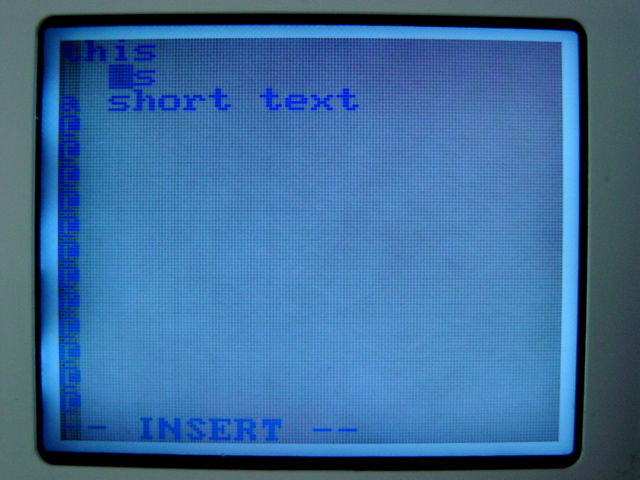 this
s
short text
- INSERT --